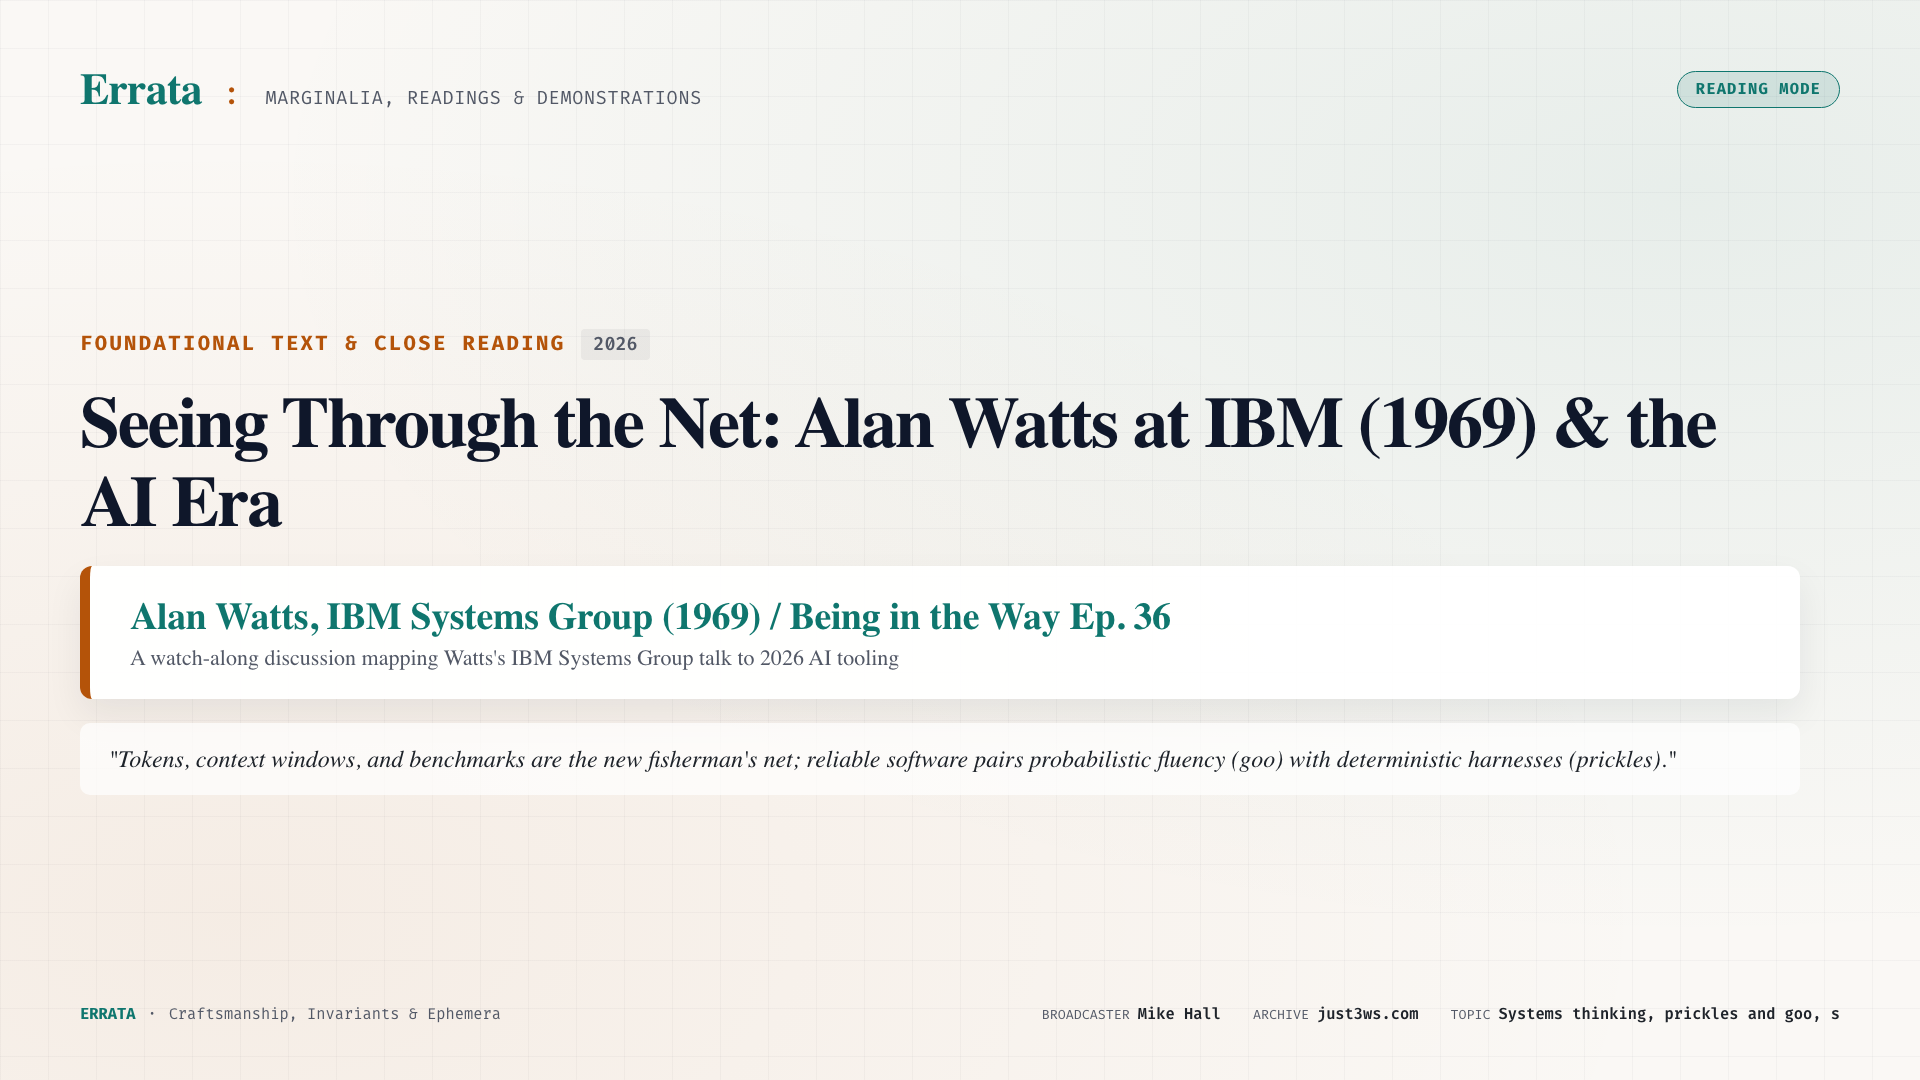 Errata : MARGINALIA, READINGS & DEMONSTRATIONS
READING MODE
FOUNDATIONAL TEXT & CLOSE READING 2026
Seeing Through the Net: Alan Watts at IBM (1969) & the
AI Era
Alan Watts, IBM Systems Group (1969) / Being in the Way Ep. 36
A watch-along discussion mapping Watts's IBM Systems Group talk to 2026 AI tooling
"Tokens, context windows, and benchmarks are the new fisherman's net; reliable software pairs probabilistic fluency (goo) with deterministic harnesses (prickles)."
ERRATA · Craftsmanship, Invariants & Ephemera
BROADCASTER Mike Hall ARCHIVE just3ws.com TOPIC Systems thinking, prickles and goo, s